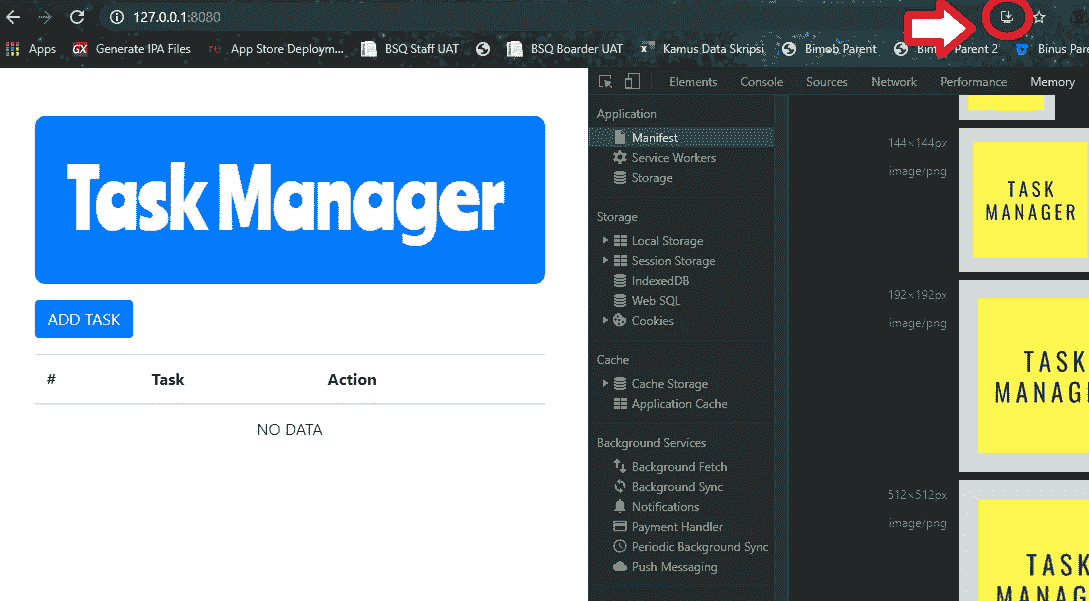 127.0.0.1:8080
Apps GX Generate IPA Files App Store Deploym... BSQ Staff UAT BSQ Boarder UAT Kamus Data Skripsi Bimob Parent Parent 2
Elements Console Sources Network Performance Memory
Task Manager
ADD TASK
# Task Action
NO DATA
Application
Manifest
Service Workers
Storage
Storage
Local Storage
Session Storage
IndexedDB
Web SQL
Cookies
Cache
Cache Storage
Application Cache
Background Services
Background Fetch
Background Sync
Notifications
Payment Handler
Periodic Background Sync
Push Messaging
144×144px
image/png
TASK
MANAGER
192×192px
image/png
TASK
MANAG
512×512px
image/png
TASK
MANAG